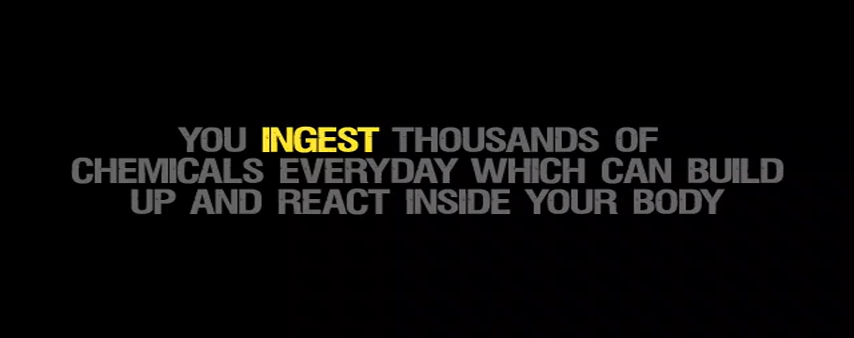 YOU INGEST THOUSANDS OF
CHEMICALS EVERYDAY WHICH CAN BUILD
UP AND REACT INSIDE YOUR BODY